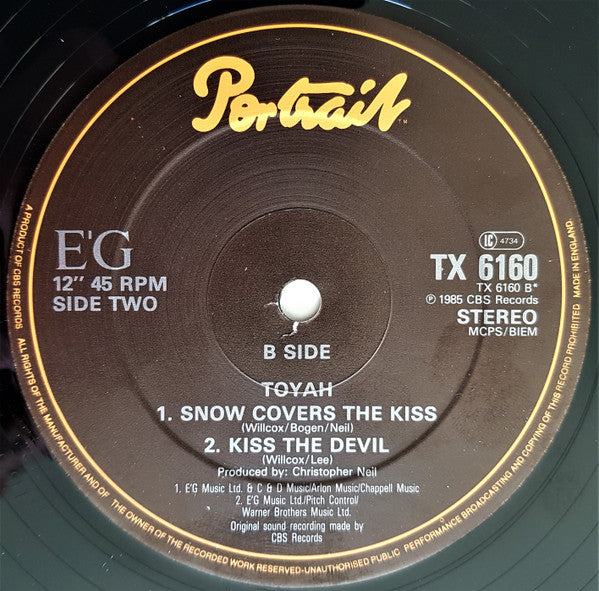 Portrait
TM
E'G
12" 45 RPM
SIDE TWO
IC 4734
TX 6160
TX 6160 B*
℗ 1985 CBS Records
STEREO
MCPS/BIEM
B SIDE
TOYAH
1. SNOW COVERS THE KISS
(Willcox/Bogen/Neil)
2. KISS THE DEVIL
(Willcox/Lee)
Produced by: Christopher Neil
1. E'G Music Ltd. & C & D Music/Arlon Music/Chappell Music
2. E'G Music Ltd./Pitch Control/
Warner Brothers Music Ltd.
Original sound recording made by
CBS Records
A PRODUCT OF CBS RECORDS
ALL RIGHTS OF THE MANUFACTURER AND OF THE OWNER OF THE RECORDED WORK RESERVED-UNAUTHORISED PUBLIC PERFORMANCE BROADCASTING AND COPYING OF THIS RECORD PROHIBITED. MADE IN ENGLAND.